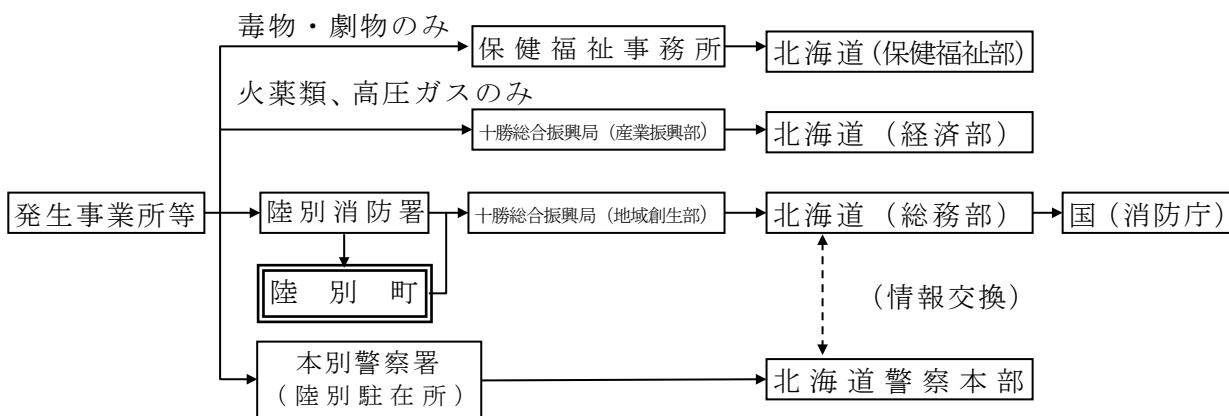 毒物・劇物のみ
保健福祉事務所
北海道（保健福祉部）
火薬類、高圧ガスのみ
十勝総合振興局（産業振興部）
北海道（経済部）
発生事業所等
陸別消防署
十勝総合振興局（地域創生部）
北海道（総務部）
国（消防庁）
陸別町
（情報交換）
本別警察署
（陸別駐在所）
北海道警察本部